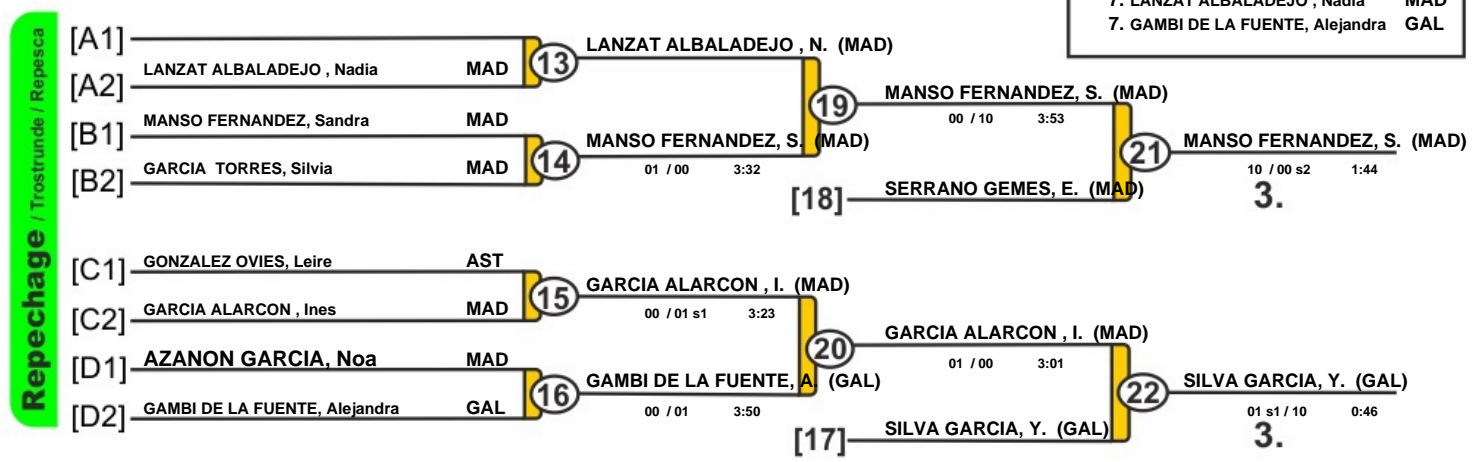 7. LANZAT ALBALADEJO , Nadia MAD
7. GAMBI DE LA FUENTE, Alejandra GAL
Repechage / Trostrunde / Repesca
[A1]
LANZAT ALBALADEJO , N. (MAD)
LANZAT ALBALADEJO , Nadia MAD
13
[A2]
MANSO FERNANDEZ, S. (MAD)
19
00 / 10 3:53
[B1] MANSO FERNANDEZ, Sandra MAD
MANSO FERNANDEZ, S. (MAD)
14
01 / 00 3:32
GARCIA TORRES, Silvia MAD
[B2]
MANSO FERNANDEZ, S. (MAD)
21
10 / 00 s2 1:44
[18] SERRANO GEMES, E. (MAD)
3.
[C1] GONZALEZ OVIES, Leire AST
GARCIA ALARCON , I. (MAD)
15
00 / 01 s1 3:23
GARCIA ALARCON , Ines MAD
[C2]
GARCIA ALARCON , I. (MAD)
20
01 / 00 3:01
[D1] AZANON GARCIA, Noa MAD
GAMBI DE LA FUENTE, A. (GAL)
16
00 / 01 3:50
[D2] GAMBI DE LA FUENTE, Alejandra GAL
SILVA GARCIA, Y. (GAL)
22
01 s1 / 10 0:46
[17] SILVA GARCIA, Y. (GAL)
3.